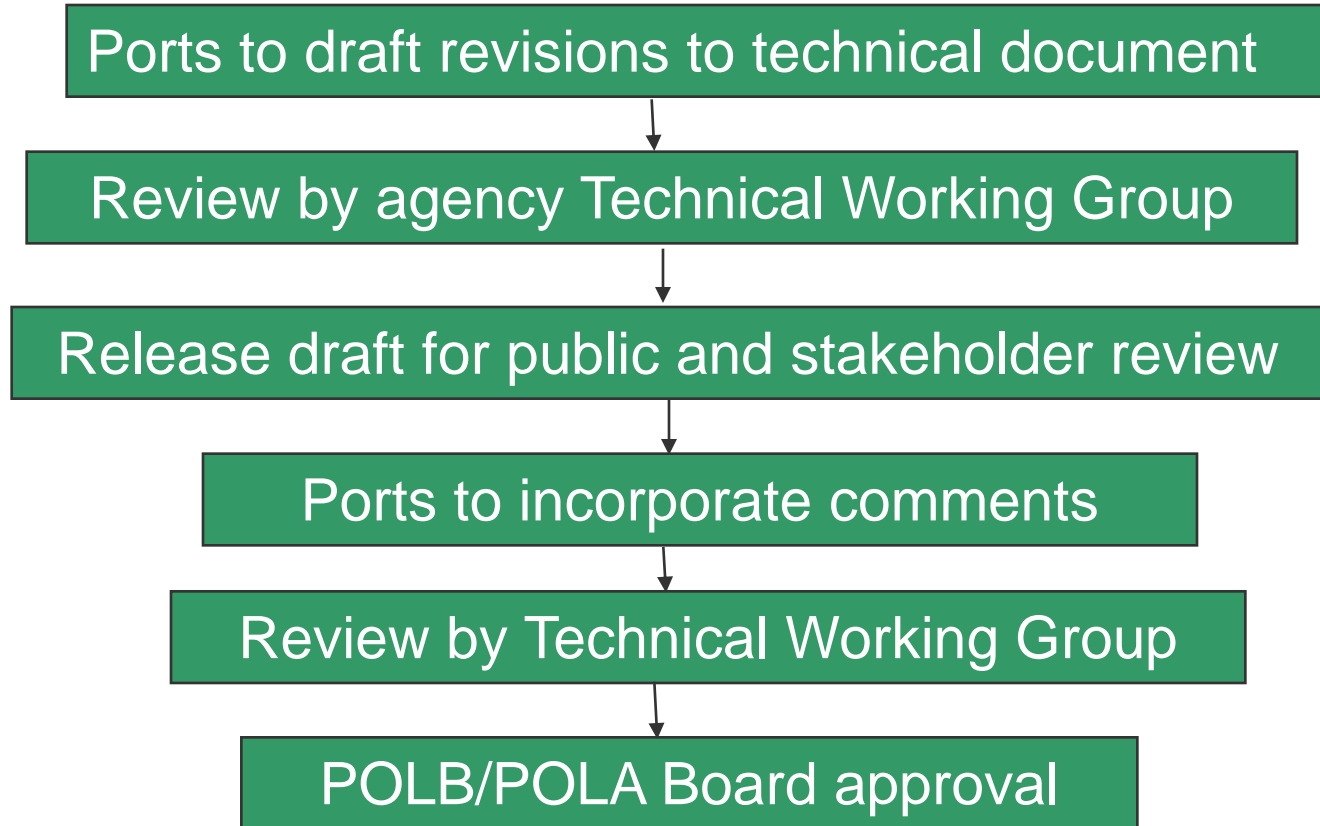 Ports to draft revisions to technical document
Review by agency Technical Working Group
Release draft for public and stakeholder review
Ports to incorporate comments
Review by Technical Working Group
POLB/POLA Board approval